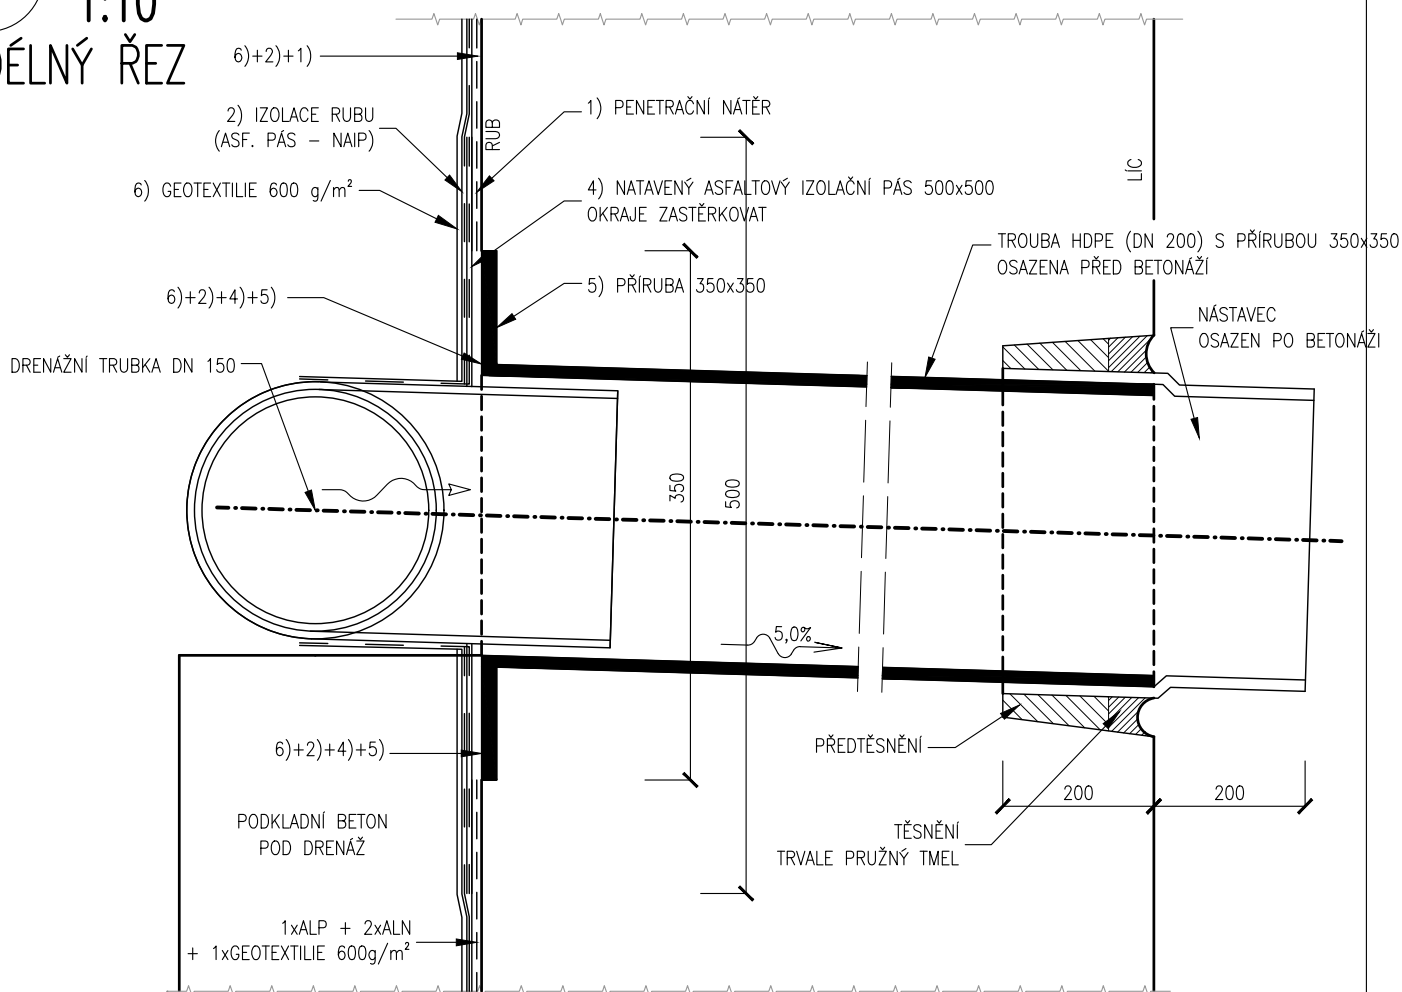 1:10
ÉLNÝ ŘEZ
6)+2)+1)
2) IZOLACE RUBU
(ASF. PÁS – NAIP)
6) GEOTEXTILIE 600 g/m²
RUB
1) PENETRAČNÍ NÁTĚR
4) NATAVENÝ ASFALTOVÝ IZOLAČNÍ PÁS 500x500
OKRAJE ZASTĚRKOVAT
LÍC
TROUBA HDPE (DN 200) S PŘÍRUBOU 350x350
OSAZENA PŘED BETONÁŽÍ
6)+2)+4)+5)
5) PŘÍRUBA 350x350
NÁSTAVEC
OSAZEN PO BETONÁŽI
DRENÁŽNÍ TRUBKA DN 150
350
500
5,0%
6)+2)+4)+5)
PŘEDTĚSNĚNÍ
200
200
PODKLADNÍ BETON
POD DRENÁŽ
TĚSNĚNÍ
TRVALE PRUŽNÝ TMEL
1xALP + 2xALN
+ 1xGEOTEXTILIE 600g/m²